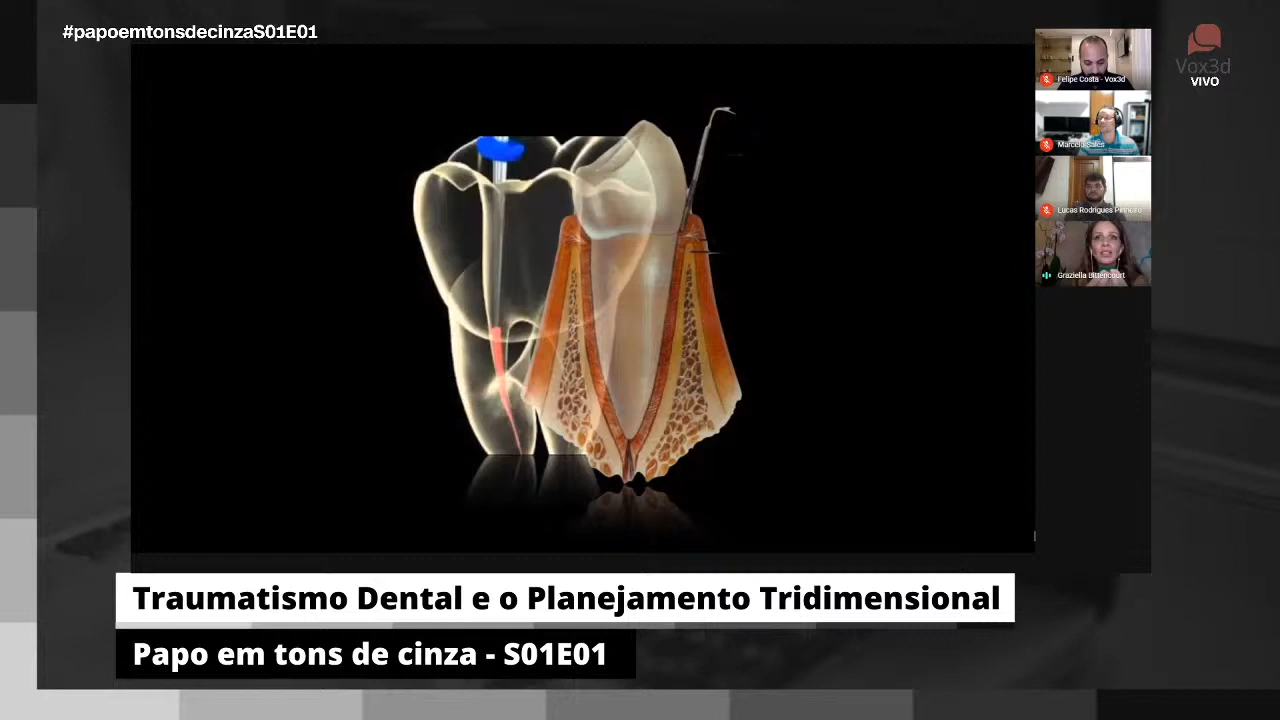 #papoemtonsdecinzaS01E01
Vox3d
VIVO
Felipe Costa - Vox3d
Marcelo Sales
Lucas Rodrigues Pinheiro
Graziella Bittencourt
Traumatismo Dental e o Planejamento Tridimensional
Papo em tons de cinza - S01E01